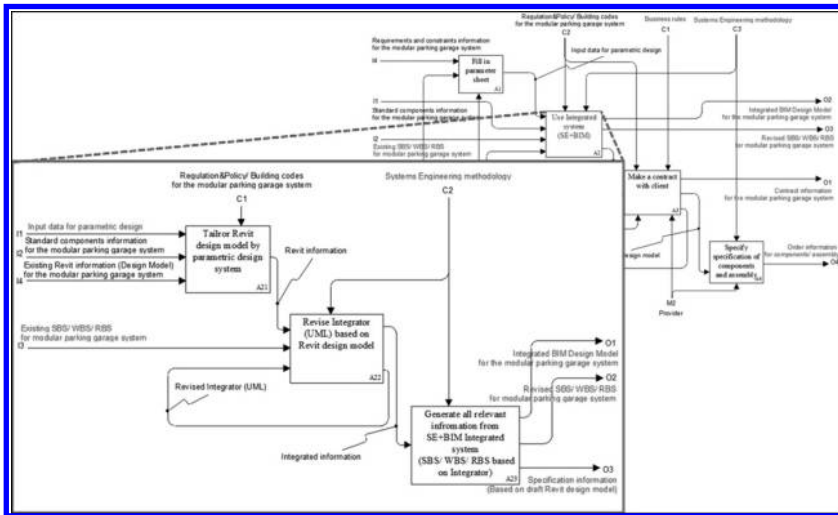 Regulation&Policy/ Building codes
for the modular parking garage system
C2
Business rules
C1
Systems Engineering methodology
C3
Requirements and constraints information
for the modular parking garage system
I4
Fill in
parameter
sheet
A1
Input data for parametric design
I1
Standard components information
for the modular parking garage system
I2
Existing SBS/ WBS/ RBS
Use Integrated
system
(SE+BIM)
A2
O2
Integrated BIM Design Model
for the modular parking garage system
O3
Revised SBS/ WBS/ RBS
for modular parking garage system
Make a contract
with client
O1
Contract information
for the modular parking garage system
esign model
Specify
specification of
components
and assembly
Order information
for components/ assembly
O4
M2
Provider
Regulation&Policy/ Building codes
for the modular parking garage system
C1
Systems Engineering methodology
C2
I1
Input data for parametric design
Standard components information
for the modular parking garage system
I2
Existing Revit information (Design Model)
for the modular parking garage system
I4
Tailror Revit
design model by
parametric design
system
A21
Revit information
Existing SBS/ WBS/ RBS
for modular parking garage system
I3
Revise Integrator
(UML) based on
Revit design model
A22
Revised Integrator (UML)
Integrated information
Generate all relevant
infromation from
SE+BIM Integrated
system
(SBS/ WBS/ RBS based
on Integrator)
A23
O1
Integrated BIM Design Model
for the modular parking garage system
O2
Revised SBS/ WBS/ RBS
for modular parking garage system
O3
Specification information
(Based on draft Revit design model)